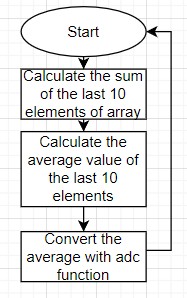 Start
Calculate the sum
of the last 10
elements of array
Calculate the
average value of
the last 10
elements
Convert the
average with adc
function